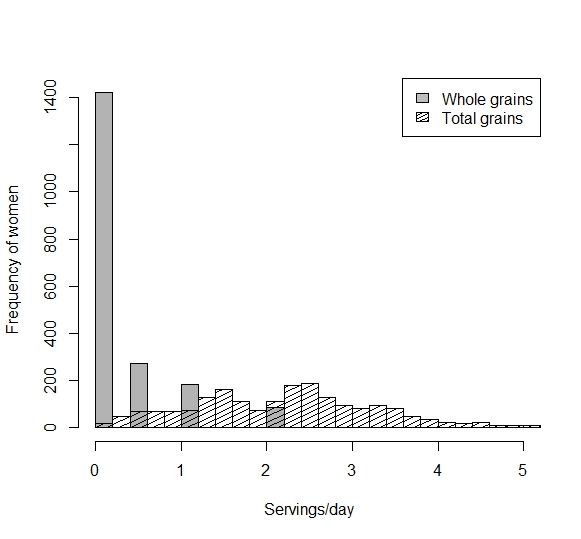 Whole grains
Total grains
Frequency of women
1400
1000
800
600
400
200
0
0 1 2 3 4 5
Servings/day